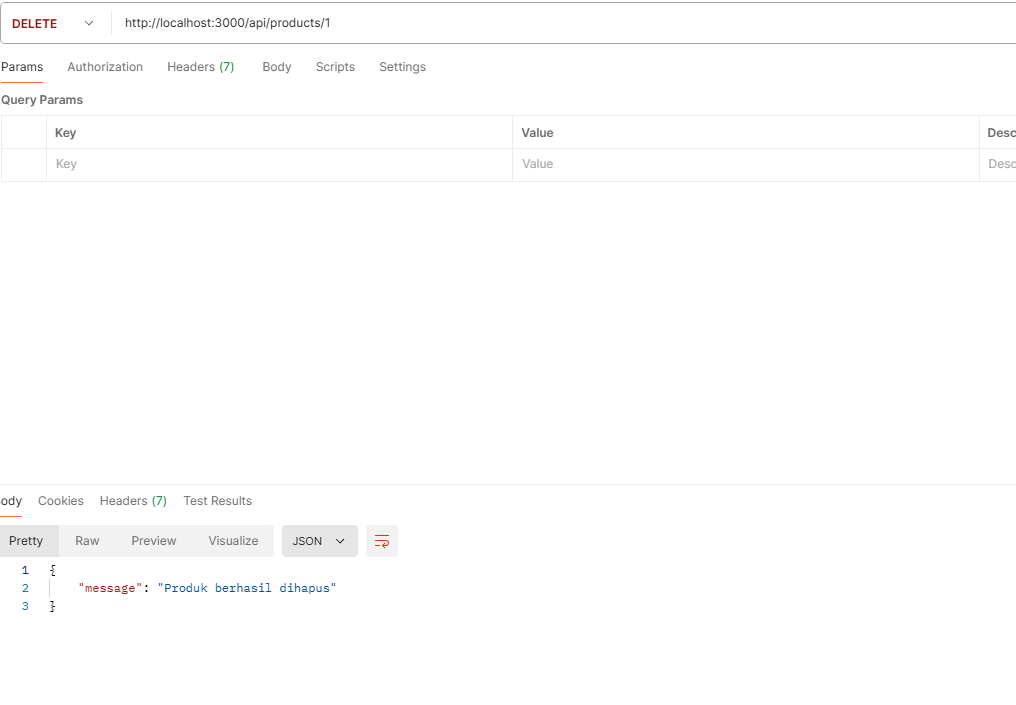 DELETE http://localhost:3000/api/products/1
Params Authorization Headers (7) Body Scripts Settings
Query Params
Key Value Desc
Key Value Desc
ody Cookies Headers (7) Test Results
Pretty Raw Preview Visualize JSON
1 {
2 "message": "Produk berhasil dihapus"
3 }